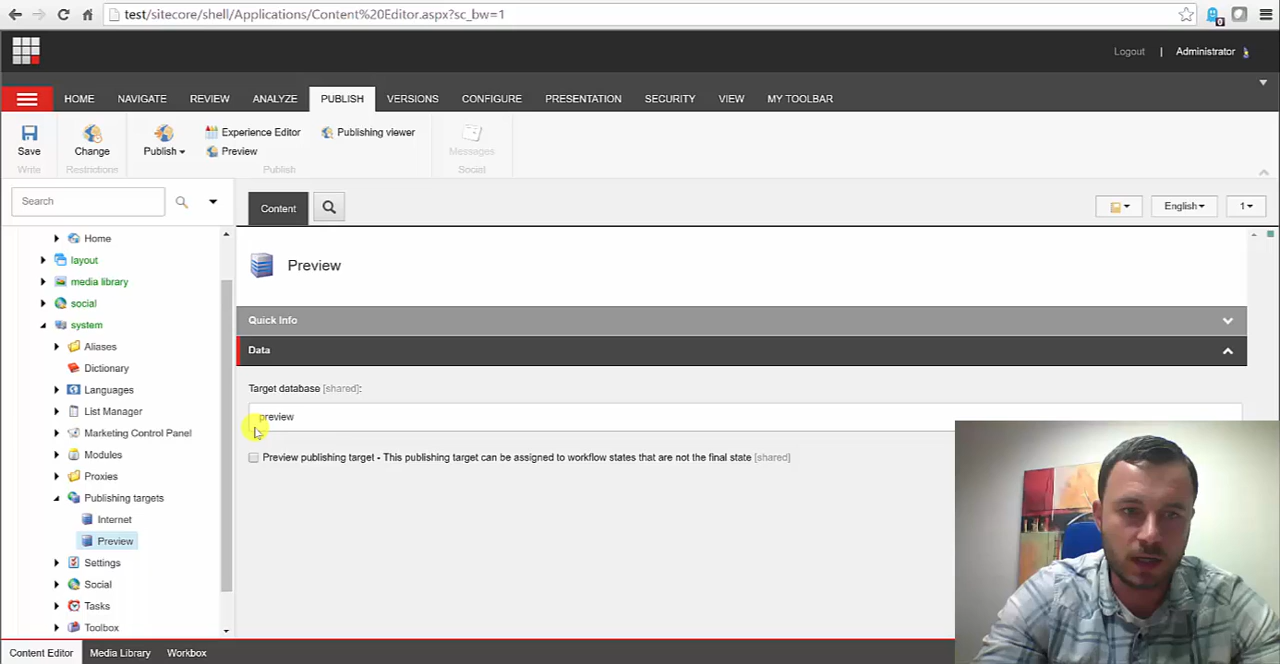 test/sitecore/shell/Applications/Content%20Editor.aspx?sc_bw=1
0
Logout | Administrator
HOME NAVIGATE REVIEW ANALYZE PUBLISH VERSIONS CONFIGURE PRESENTATION SECURITY VIEW MY TOOLBAR
Save
Write
Change
Restrictions
Publish
Experience Editor
Preview
Publishing viewer
Publish
Messages
Social
Search
Content
English
1
Home
layout
media library
social
system
Aliases
Dictionary
Languages
List Manager
Marketing Control Panel
Modules
Proxies
Publishing targets
Internet
Preview
Settings
Social
Tasks
Toolbox
Preview
Quick Info
Data
Target database [shared]:
preview
Preview publishing target - This publishing target can be assigned to workflow states that are not the final state [shared]
Content Editor Media Library Workbox